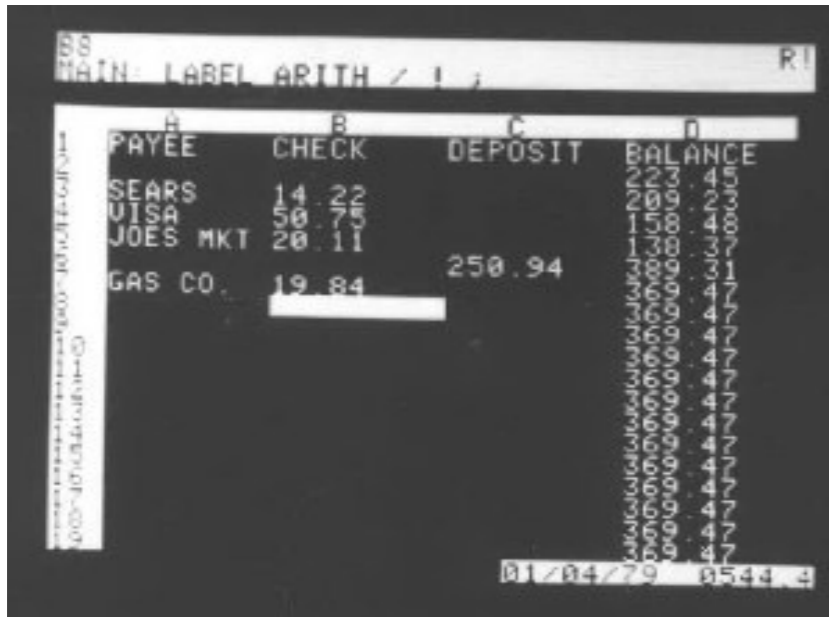 B8 R!
MAIN: LABEL ARITH / ! ;
A B C D
PAYEE CHECK DEPOSIT BALANCE
223.45
SEARS 14.22 209.23
VISA 50.75 158.48
JOES MKT 20.11 138.37
250.94 389.31
GAS CO. 19.84 369.47
369.47
369.47
369.47
369.47
369.47
369.47
369.47
369.47
369.47
369.47
369.47
369.47
01/04/79 0544.4